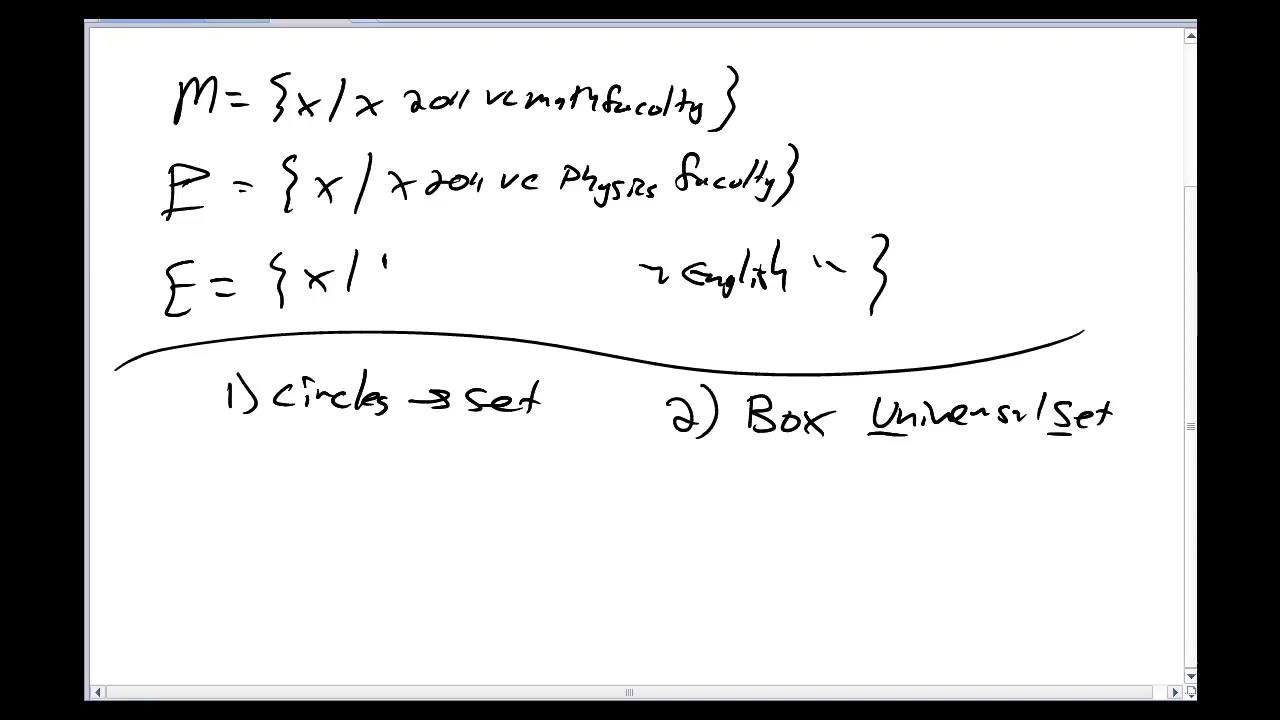 M = {x / x 2011 VC math faculty}
P = {x / x 2011 VC Physics faculty}
E = {x / " English " }
1) circles → set
2) Box Universal Set